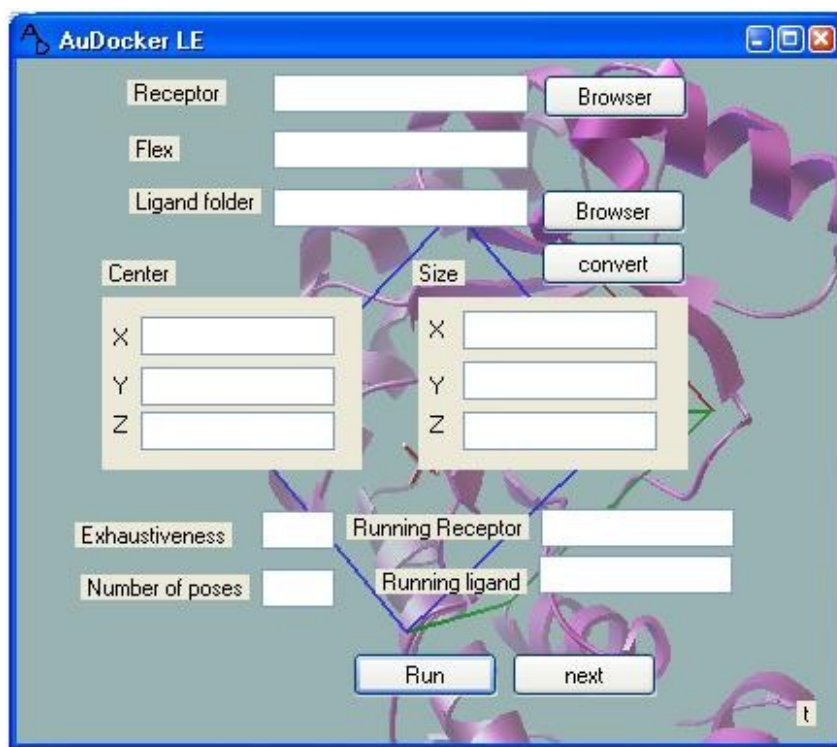 AuDocker LE
Receptor Browser
Flex
Ligand folder Browser
convert
Center Size
X X
Y Y
Z Z
Exhaustiveness Running Receptor
Number of poses Running ligand
Run next
t